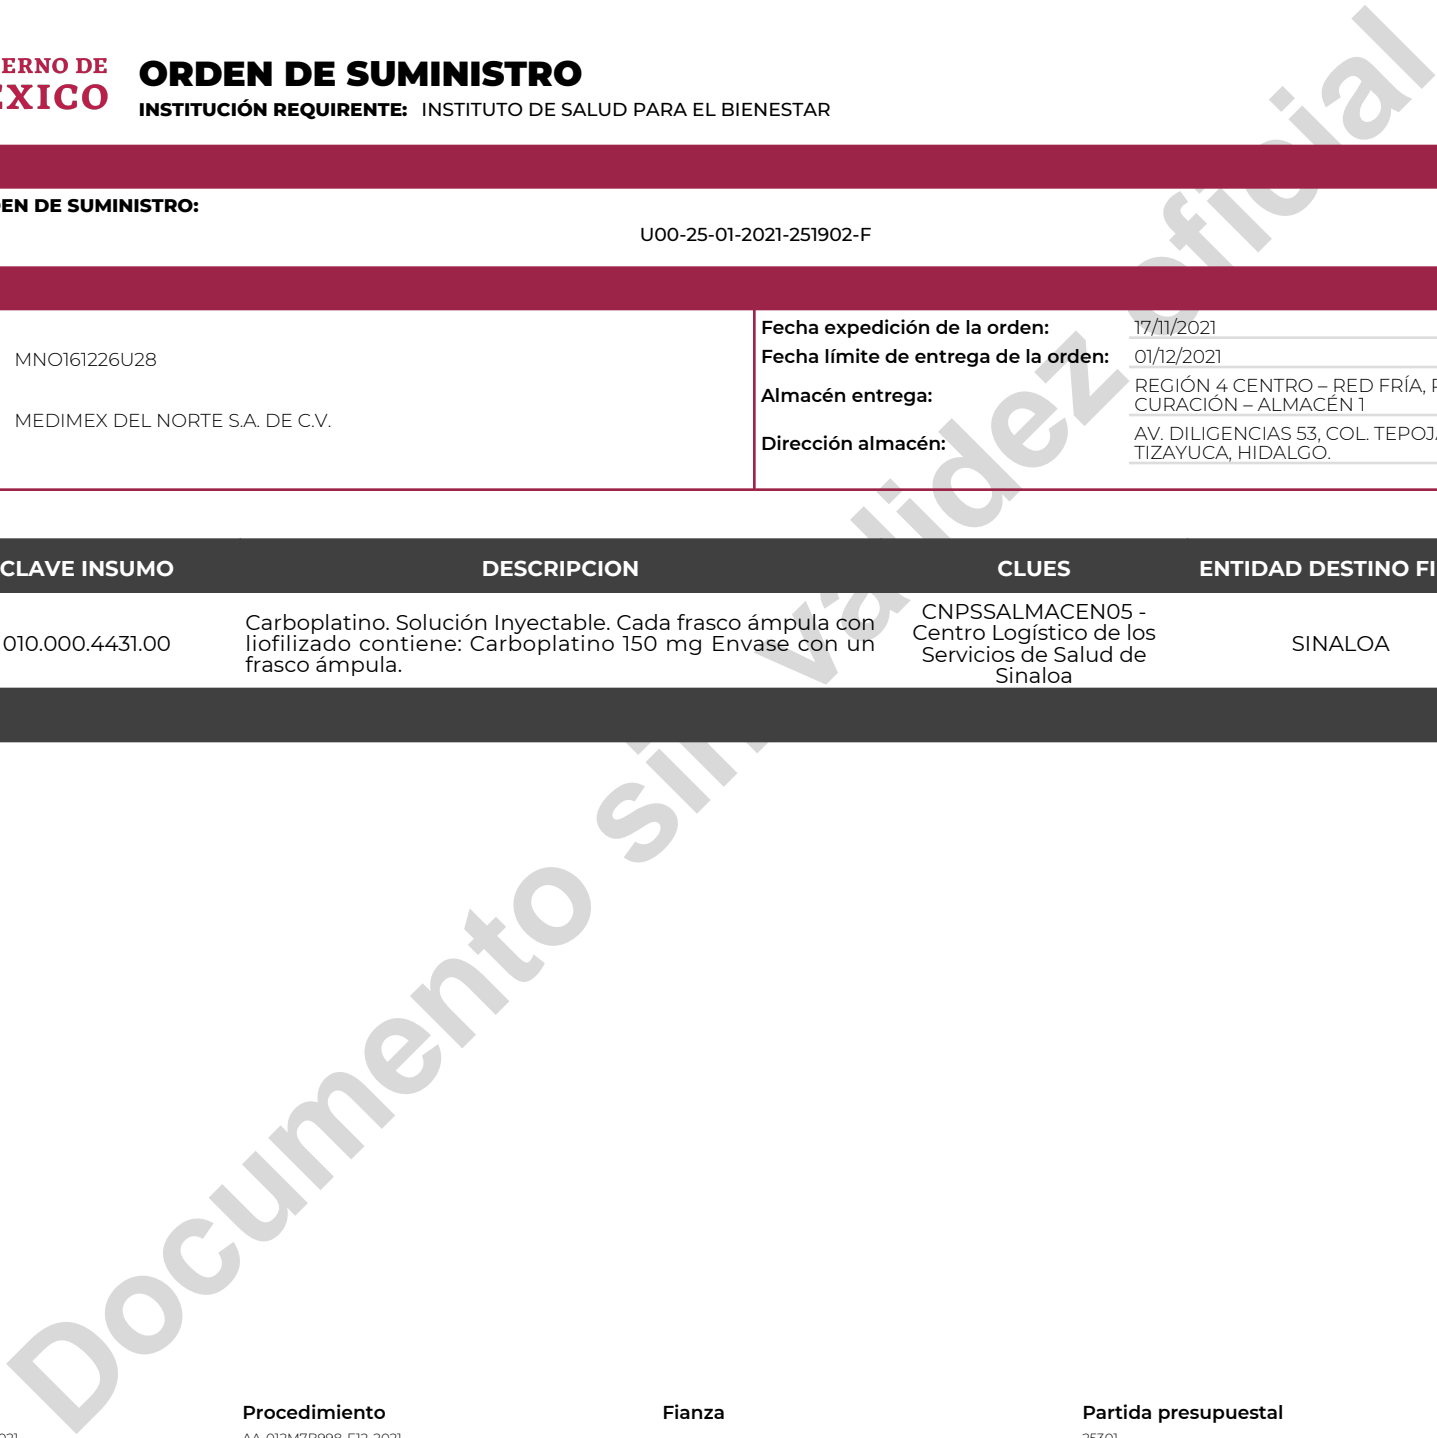 ERNO DE
EXICO
ORDEN DE SUMINISTRO
INSTITUCIÓN REQUIRENTE: INSTITUTO DE SALUD PARA EL BIENESTAR
EN DE SUMINISTRO:
U00-25-01-2021-251902-F
MNO161226U28
MEDIMEX DEL NORTE S.A. DE C.V.
Fecha expedición de la orden: 17/11/2021
Fecha límite de entrega de la orden: 01/12/2021
Almacén entrega: REGIÓN 4 CENTRO – RED FRÍA,
CURACIÓN – ALMACÉN 1
Dirección almacén: AV. DILIGENCIAS 53, COL. TEPOJ
TIZAYUCA, HIDALGO.
CLAVE INSUMO DESCRIPCION CLUES ENTIDAD DESTINO FI
010.000.4431.00
Carboplatino. Solución Inyectable. Cada frasco ámpula con
liofilizado contiene: Carboplatino 150 mg Envase con un
frasco ámpula.
CNPSSALMACEN05 -
Centro Logístico de los
Servicios de Salud de
Sinaloa
SINALOA
Documento sin validez oficial
Procedimiento Fianza Partida presupuestal